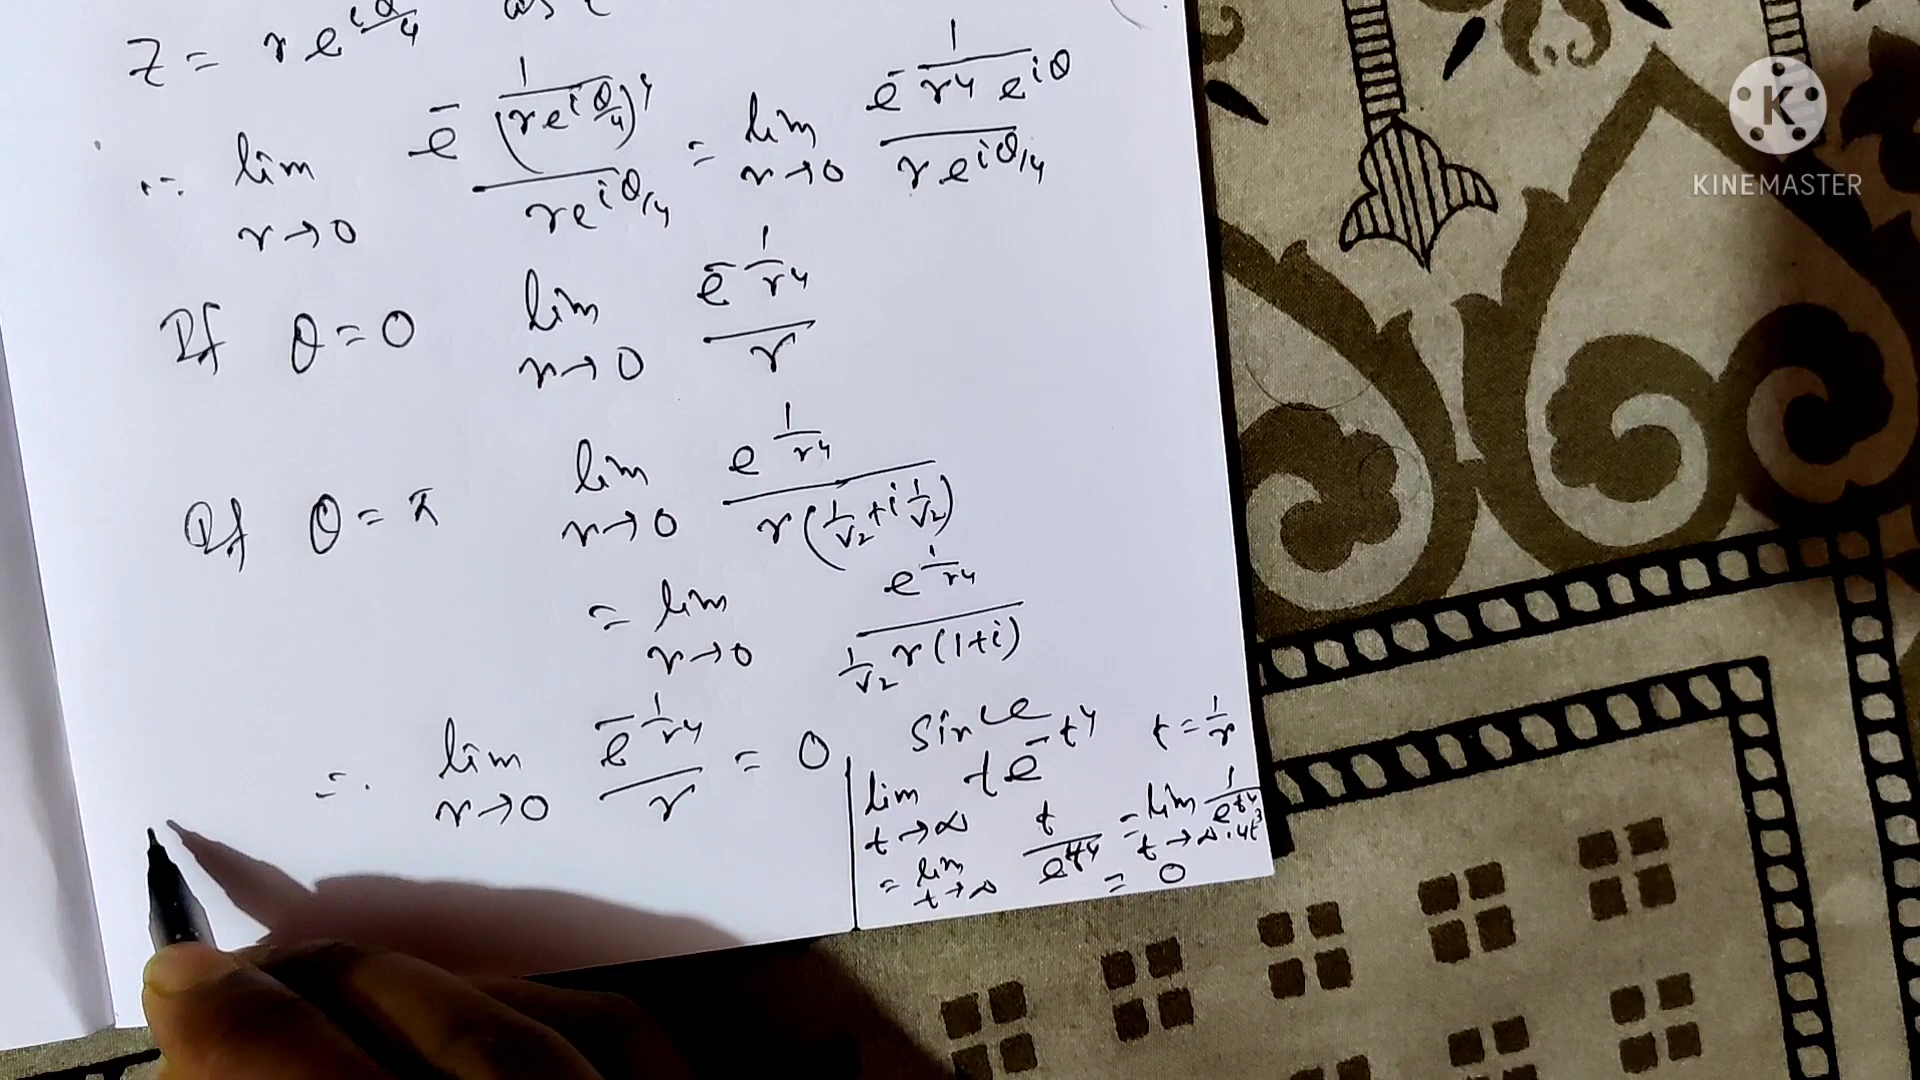 z = r e^{iθ/4} as
∴ lim_{r→0} e^{-1/(re^{iθ/4})^4} / re^{iθ/4} = lim_{r→0} e^{-1/(r^4 e^{iθ})} / re^{iθ/4}
If θ = 0 lim_{r→0} e^{-1/r^4} / r
If θ = π lim_{r→0} e^{1/r^4} / r(1/√2 + i 1/√2)
= lim_{r→0} e^{1/r^4} / (1/√2) r(1+i)
∴ lim_{r→0} e^{-1/r^4} / r = 0
Since t = 1/r
lim_{t→∞} t e^{-t^4}
= lim_{t→∞} t / e^{t^4} = lim_{t→∞} 1 / e^{t^4} · 4t^3
= 0
K
KINEMASTER